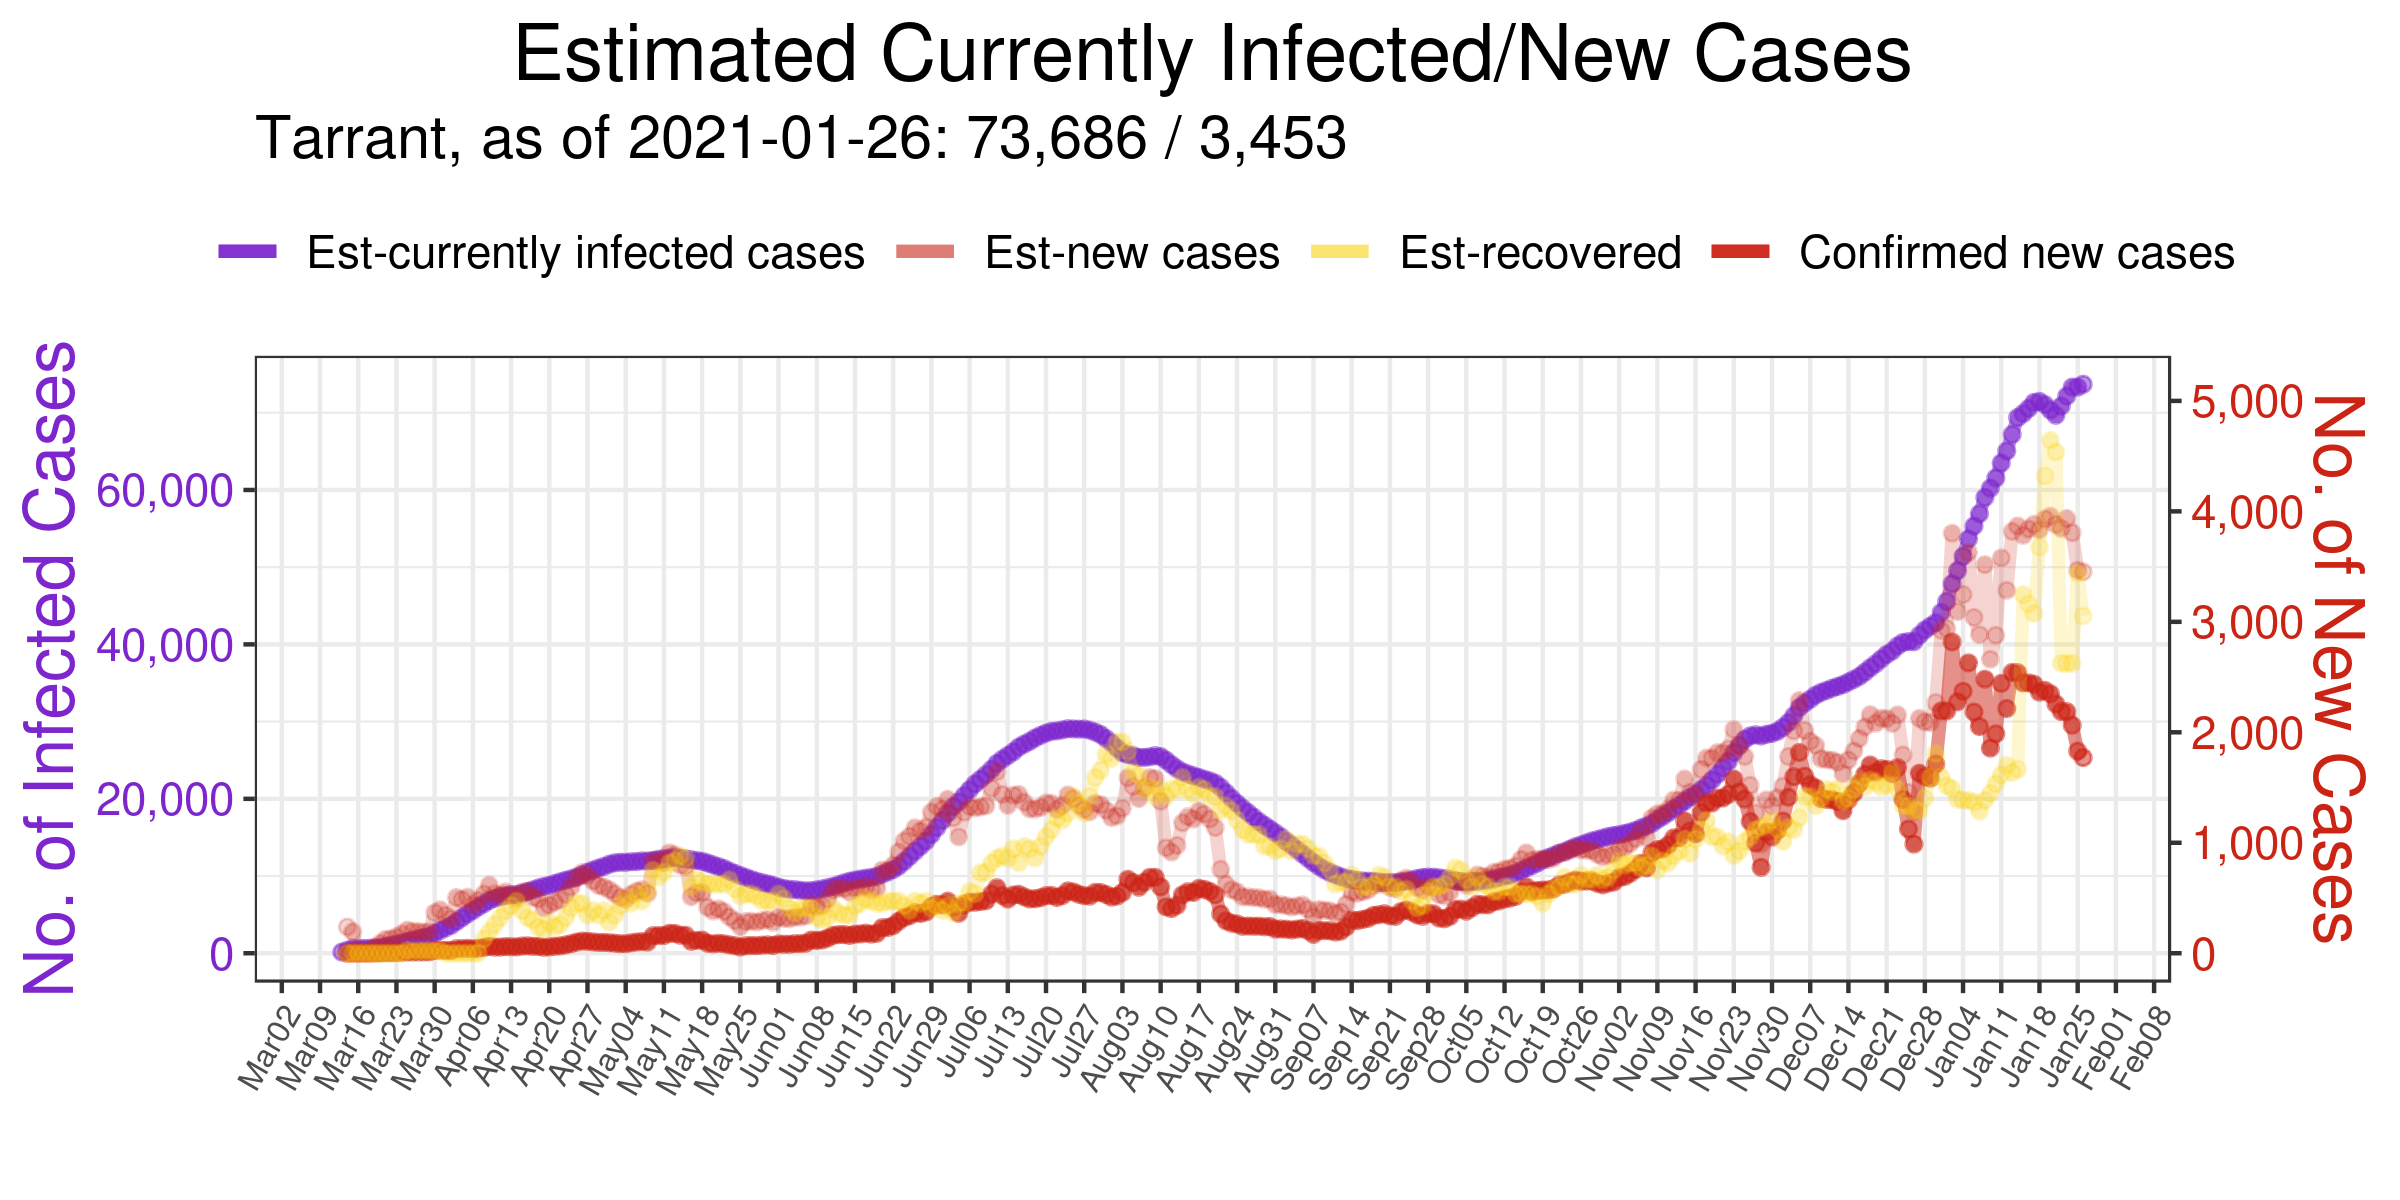 Estimated Currently Infected/New Cases
Tarrant, as of 2021-01-26: 73,686 / 3,453
Est-currently infected cases Est-new cases Est-recovered Confirmed new cases
No. of Infected Cases
60,000
40,000
20,000
0
5,000
4,000
3,000
2,000
1,000
0
No. of New Cases
Mar02 Mar09 Mar16 Mar23 Mar30 Apr06 Apr13 Apr20 Apr27 May04 May11 May18 May25 Jun01 Jun08 Jun15 Jun22 Jun29 Jul06 Jul13 Jul20 Jul27 Aug03 Aug10 Aug17 Aug24 Aug31 Sep07 Sep14 Sep21 Sep28 Oct05 Oct12 Oct19 Oct26 Nov02 Nov09 Nov16 Nov23 Nov30 Dec07 Dec14 Dec21 Dec28 Jan04 Jan11 Jan18 Jan25 Feb01 Feb08